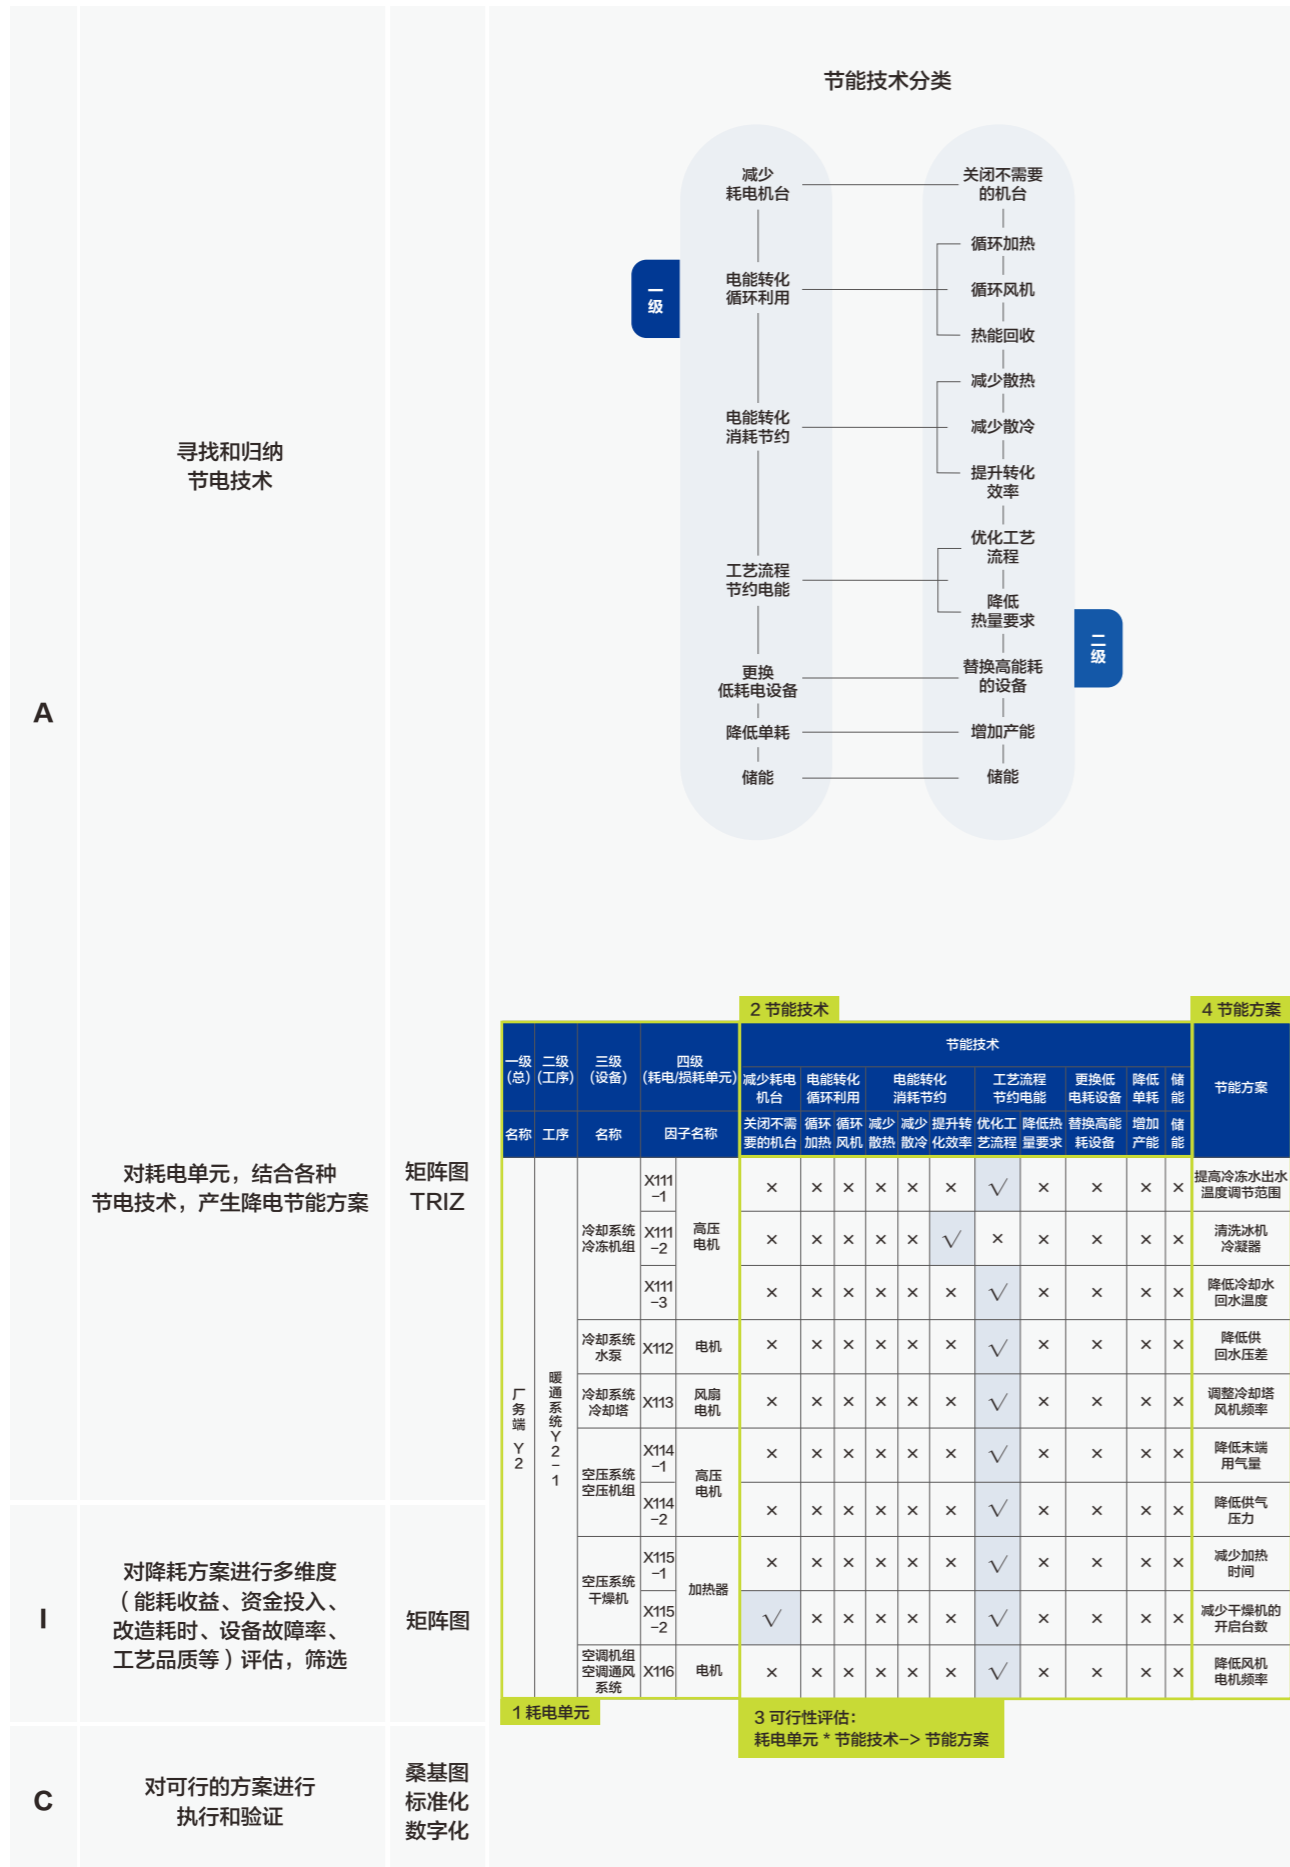 节能技术分类
一级
减少
耗电机台
电能转化
循环利用
电能转化
消耗节约
工艺流程
节约电能
更换
低耗电设备
降低单耗
储能
关闭不需要
的机台
循环加热
循环风机
热能回收
减少散热
减少散冷
提升转化
效率
优化工艺
流程
降低
热量要求
替换高能耗
的设备
增加产能
储能
二级
A
寻找和归纳
节电技术
对耗电单元，结合各种
节电技术，产生降电节能方案
矩阵图
TRIZ
2 节能技术
4 节能方案
一级
(总)
二级
(工序)
三级
(设备)
四级
(耗电/损耗单元)
节能技术
节能方案
减少耗电
机台
电能转化
循环利用
电能转化
消耗节约
工艺流程
节约电能
更换低
电耗设备
降低
单耗
储
能
名称 工序 名称 因子名称
关闭不需
要的机台
循环
加热
循环
风机
减少
散热
减少
散冷
提升转
化效率
优化工
艺流程
降低热
量要求
替换高能
耗设备
增加
产能
储
能
厂务端 Y2
暖通系统Y2-1
冷却系统
冷冻机组
高压
电机
X111
-1
× × × × × × √ × × × ×
提高冷冻水出水
温度调节范围
X111
-2
× × × × × √ × × × × ×
清洗冰机
冷凝器
X111
-3
× × × × × × √ × × × ×
降低冷却水
回水温度
冷却系统
水泵
X112 电机 × × × × × × √ × × × ×
降低供
回水压差
冷却系统
冷却塔
X113
风扇
电机
× × × × × × √ × × × ×
调整冷却塔
风机频率
空压系统
空压机组
高压
电机
X114
-1
× × × × × × √ × × × ×
降低末端
用气量
X114
-2
× × × × × × √ × × × ×
降低供气
压力
空压系统
干燥机
加热器
X115
-1
× × × × × × √ × × × ×
减少加热
时间
X115
-2
√ × × × × × √ × × × ×
减少干燥机的
开启台数
空调机组
空调通风
系统
X116 电机 × × × × × × √ × × × ×
降低风机
电机频率
1 耗电单元
3 可行性评估：
耗电单元 * 节能技术-> 节能方案
I
对降耗方案进行多维度
（能耗收益、资金投入、
改造耗时、设备故障率、
工艺品质等）评估，筛选
矩阵图
C
对可行的方案进行
执行和验证
桑基图
标准化
数字化